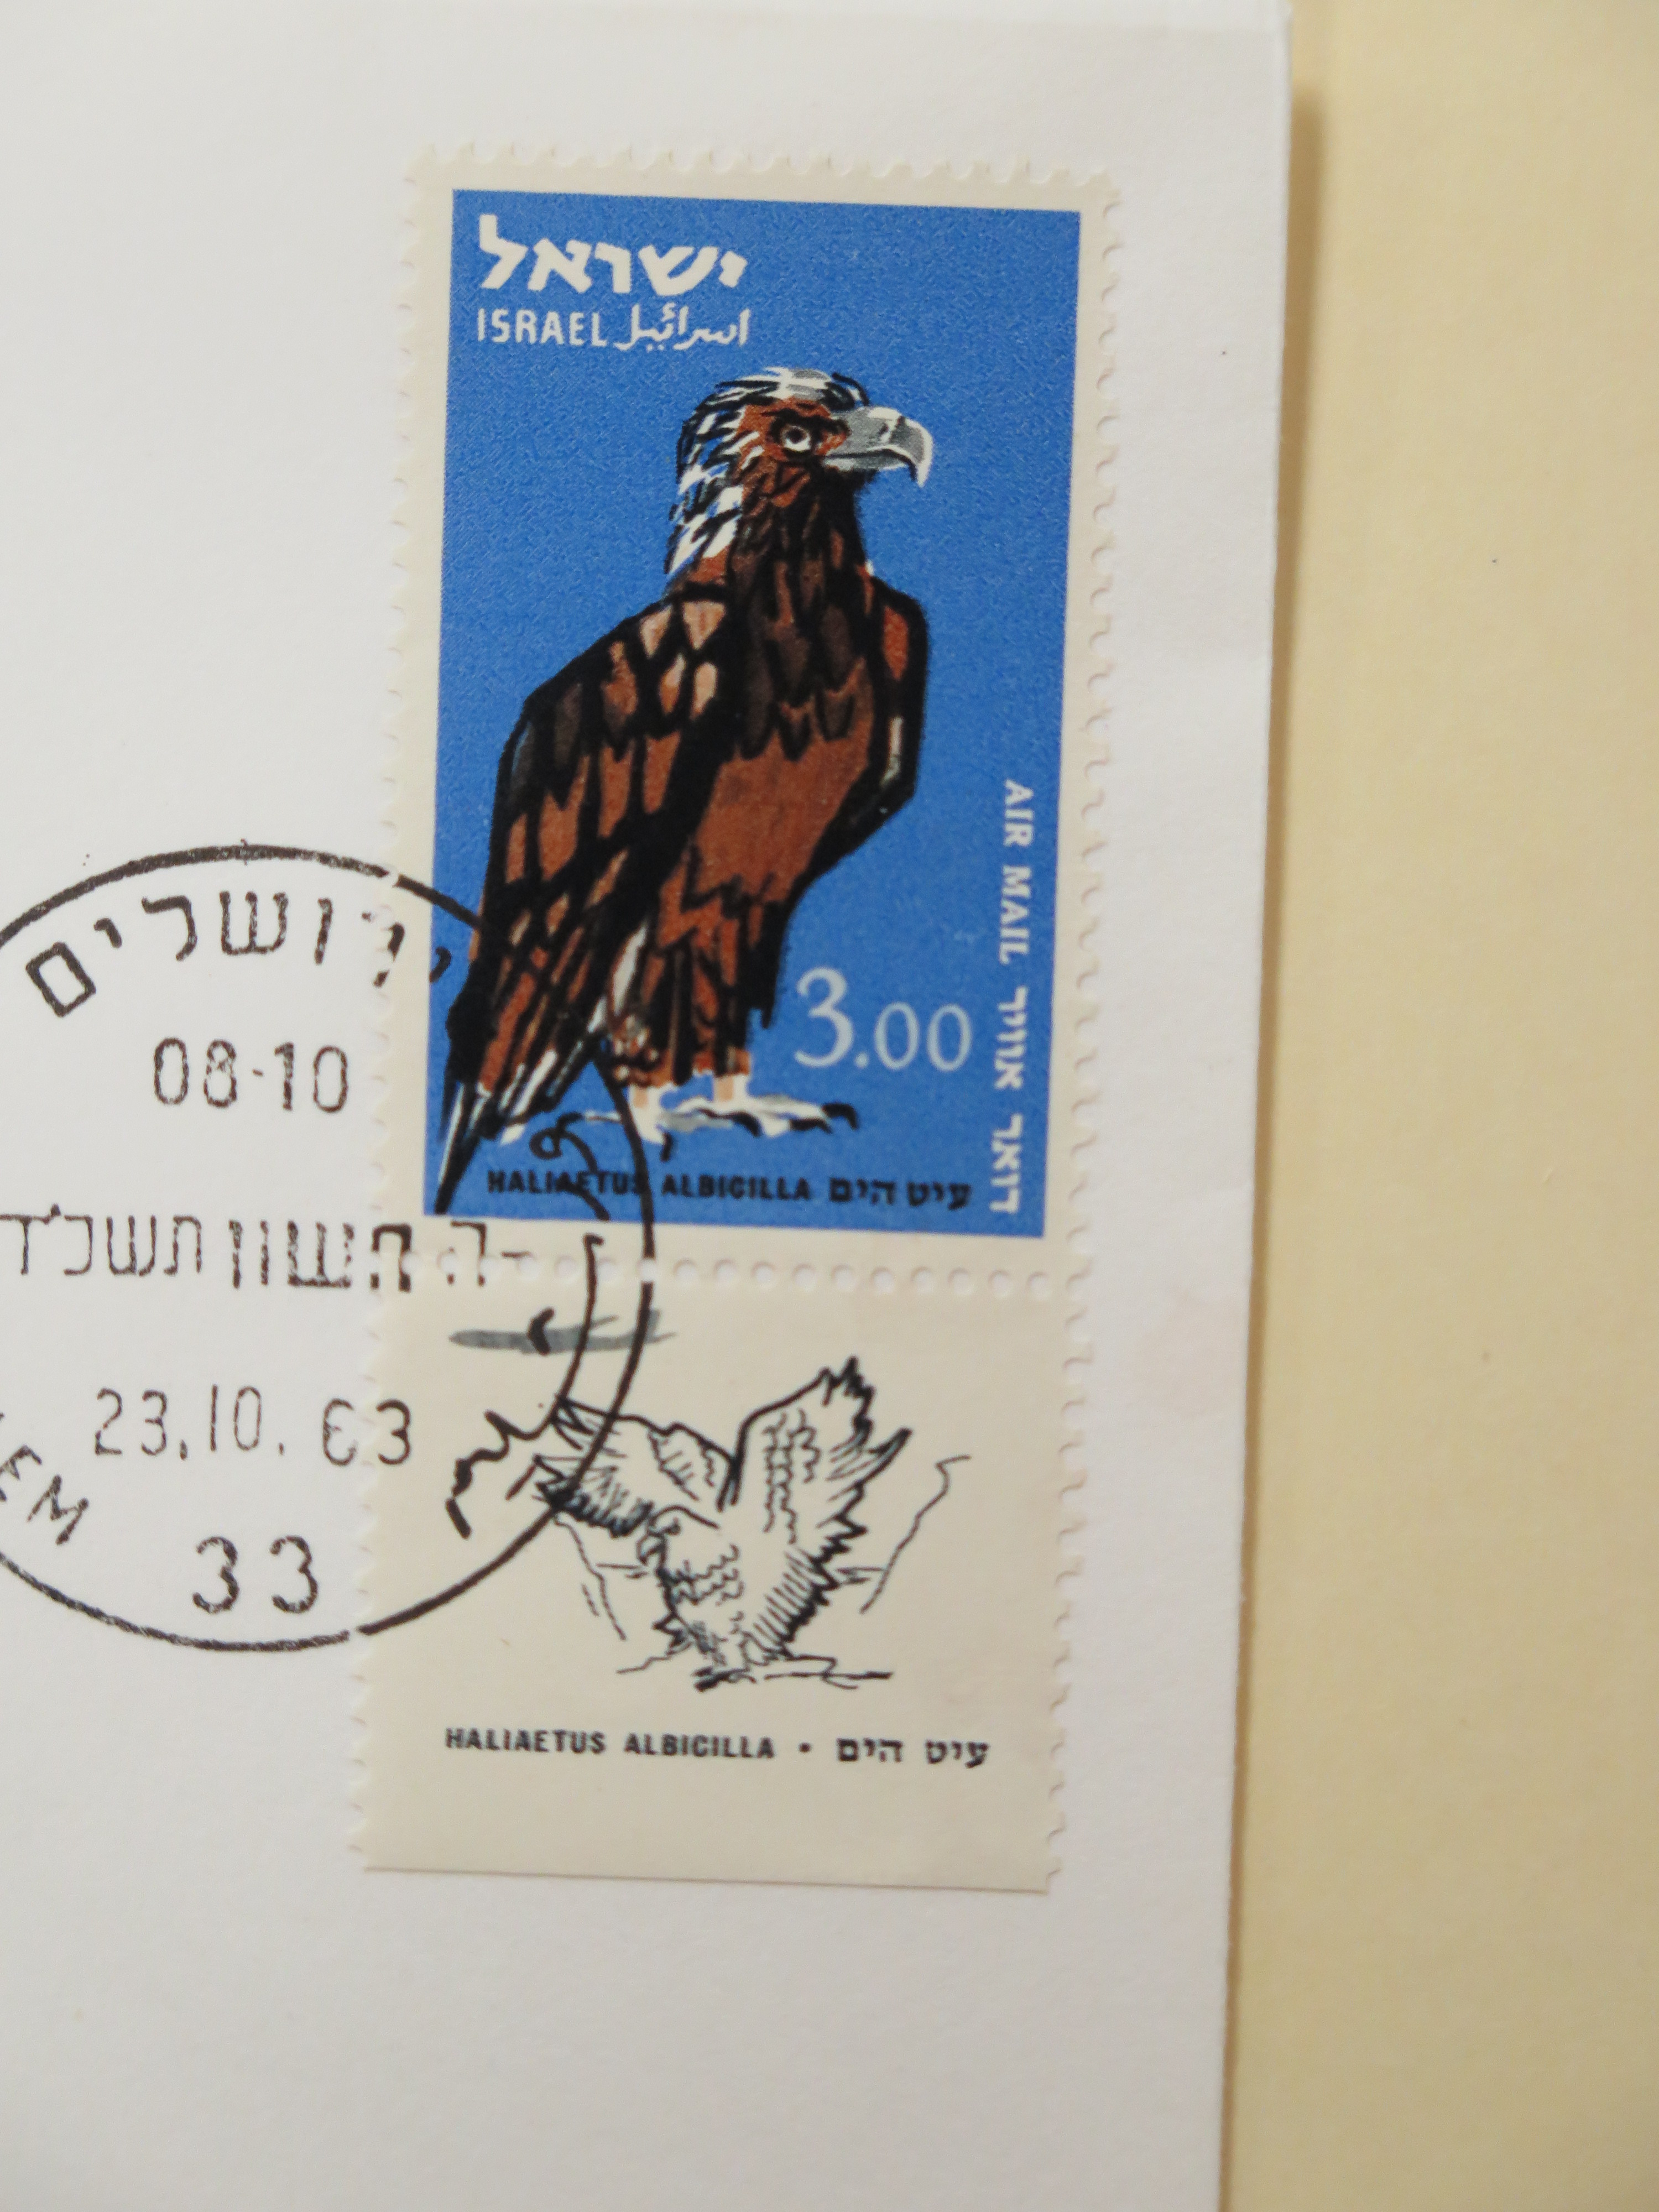 ישראל
ISRAEL اسرائيل
AIR MAIL דואר אוויר
3.00
HALIAETUS ALBICILLA עיט הים
ירושלים
08-10
ה חשון תשכ"ד
23.10.63
EM
33
HALIAETUS ALBICILLA • עיט הים